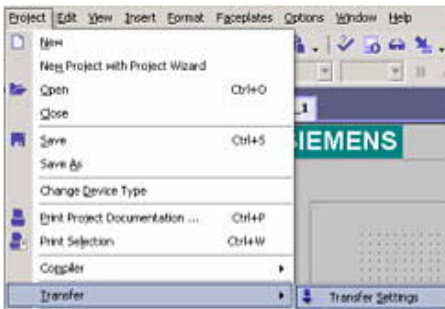 Project Edit View Insert Format Faceplates Options Window Help
New
New Project with Project Wizard
Open Ctrl+O
Close
_1
Save Ctrl+S
SIEMENS
Save As
Change Device Type
Print Project Documentation ... Ctrl+P
Print Selection Ctrl+W
Compiler
Transfer
Transfer Settings